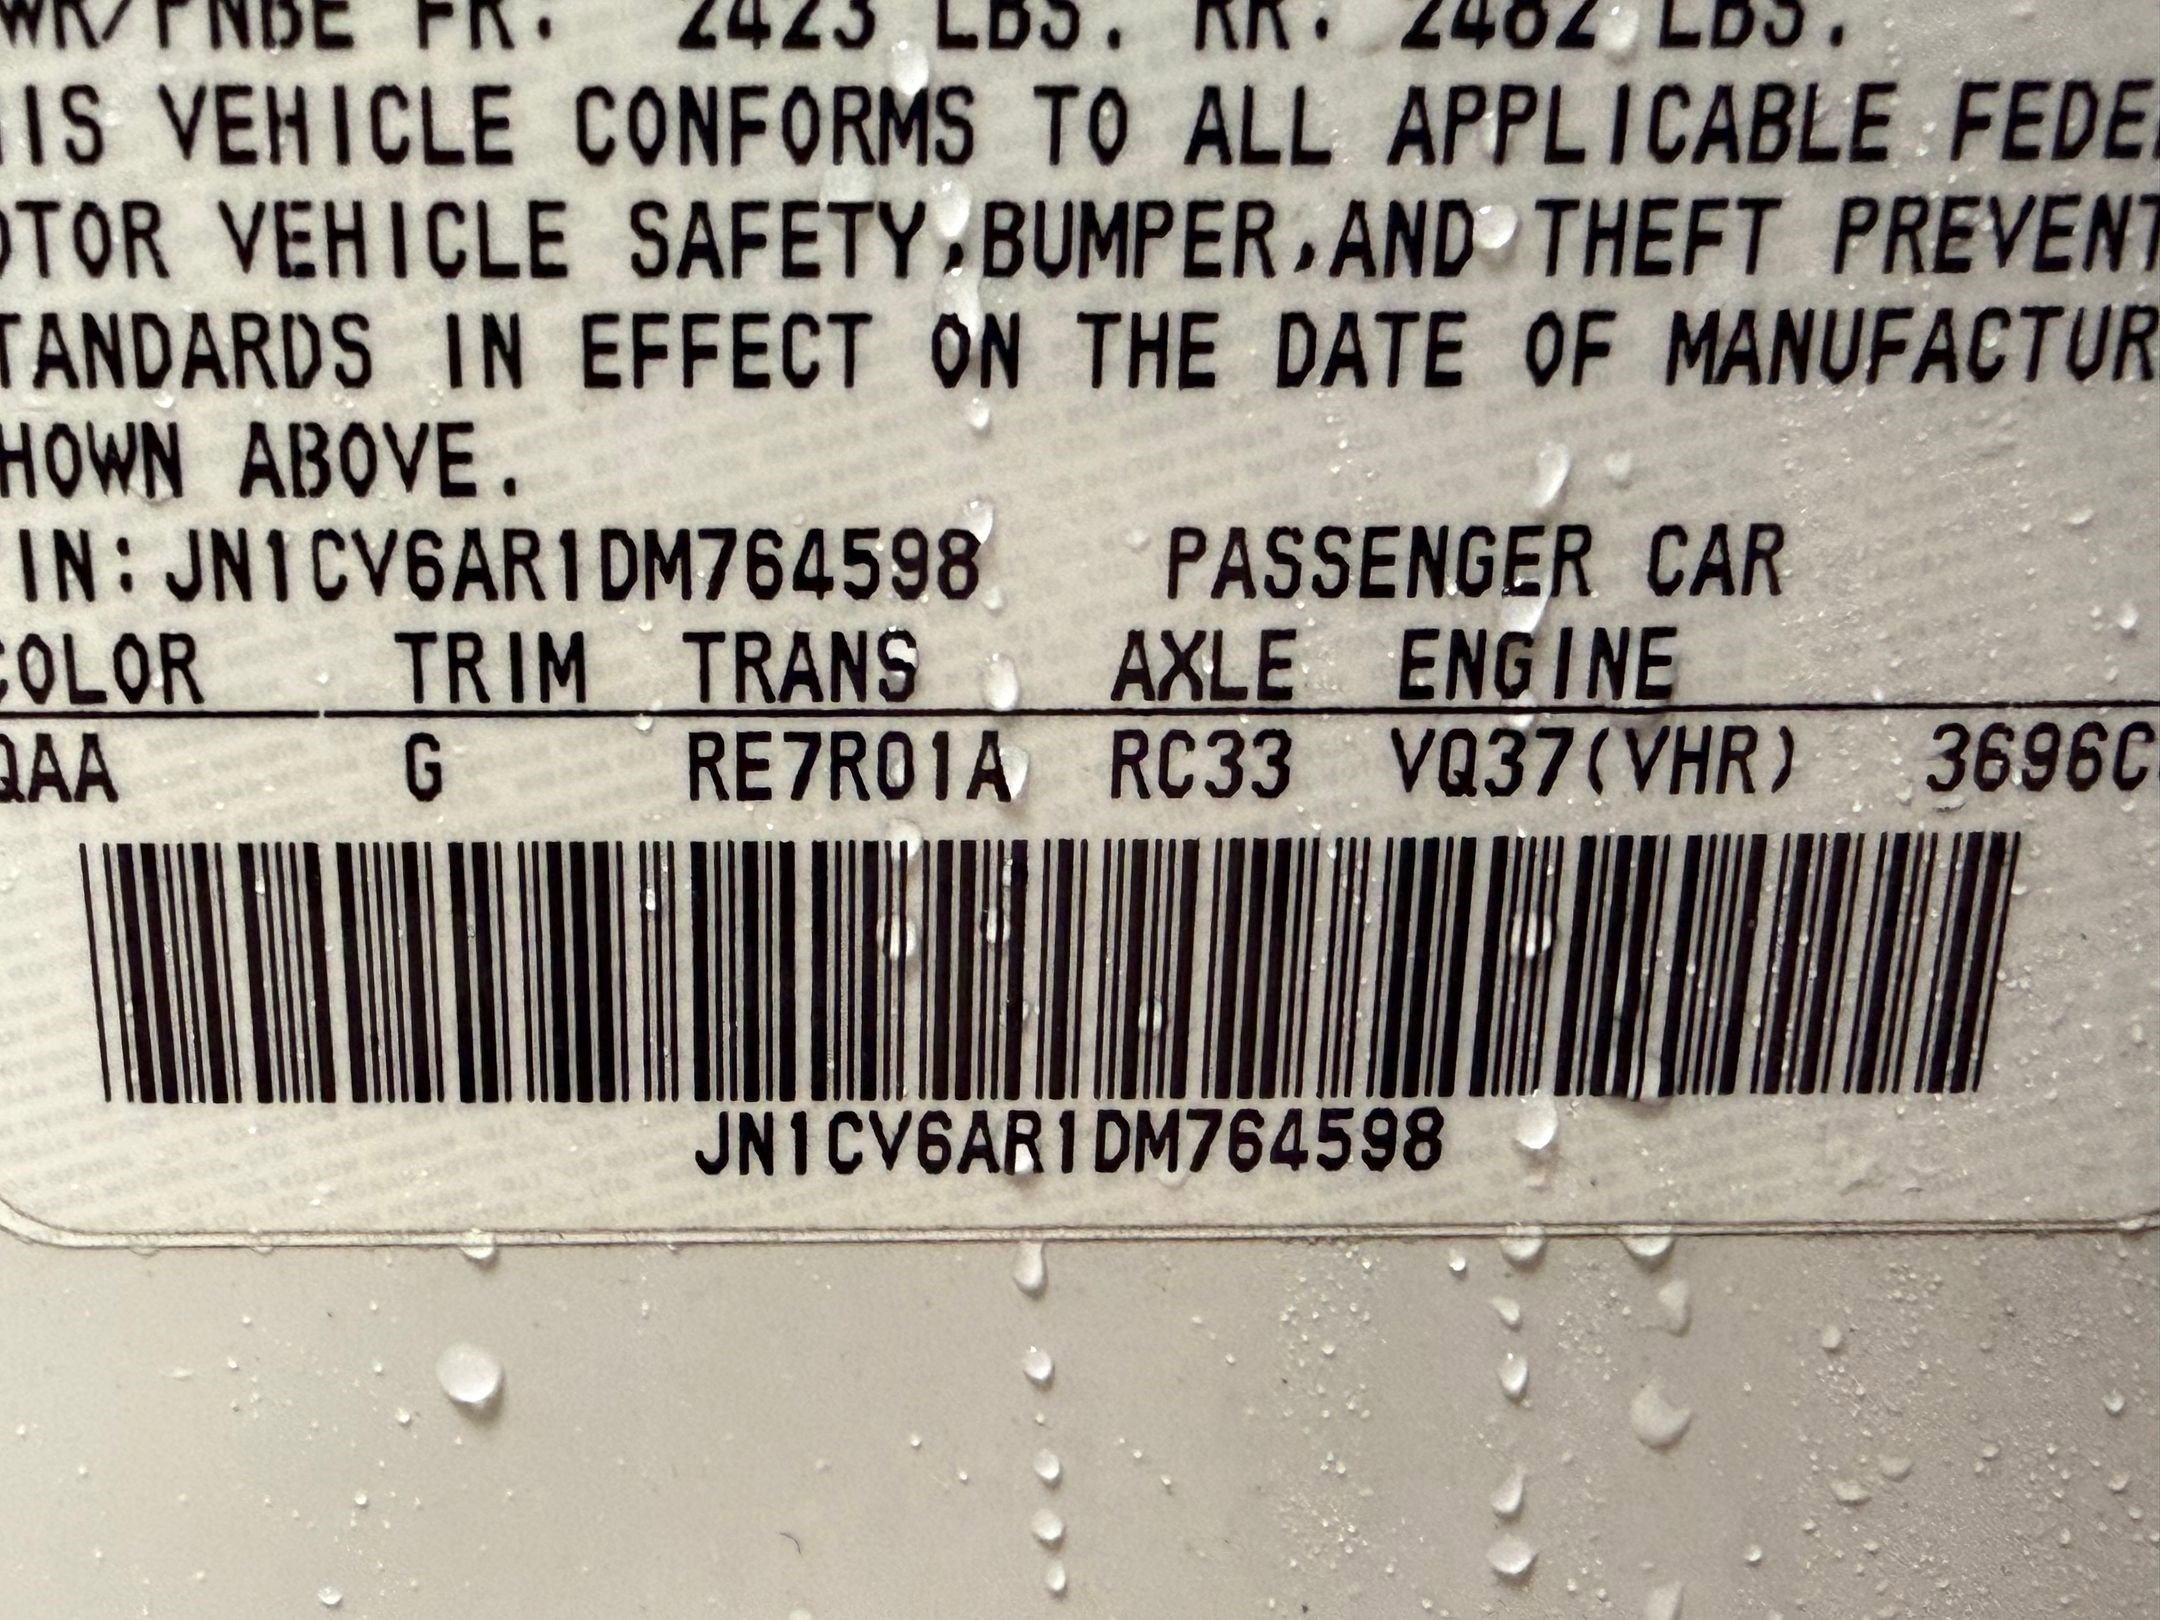 WR/PNBE FR. 2423 LBS. RR. 2482 LBS.
HIS VEHICLE CONFORMS TO ALL APPLICABLE FEDE
OTOR VEHICLE SAFETY,BUMPER,AND THEFT PREVENT
TANDARDS IN EFFECT ON THE DATE OF MANUFACTUR
HOWN ABOVE.
IN:JN1CV6AR1DM764598 PASSENGER CAR
COLOR TRIM TRANS AXLE ENGINE
QAA G RE7R01A RC33 VQ37(VHR) 3696C
JN1CV6AR1DM764598